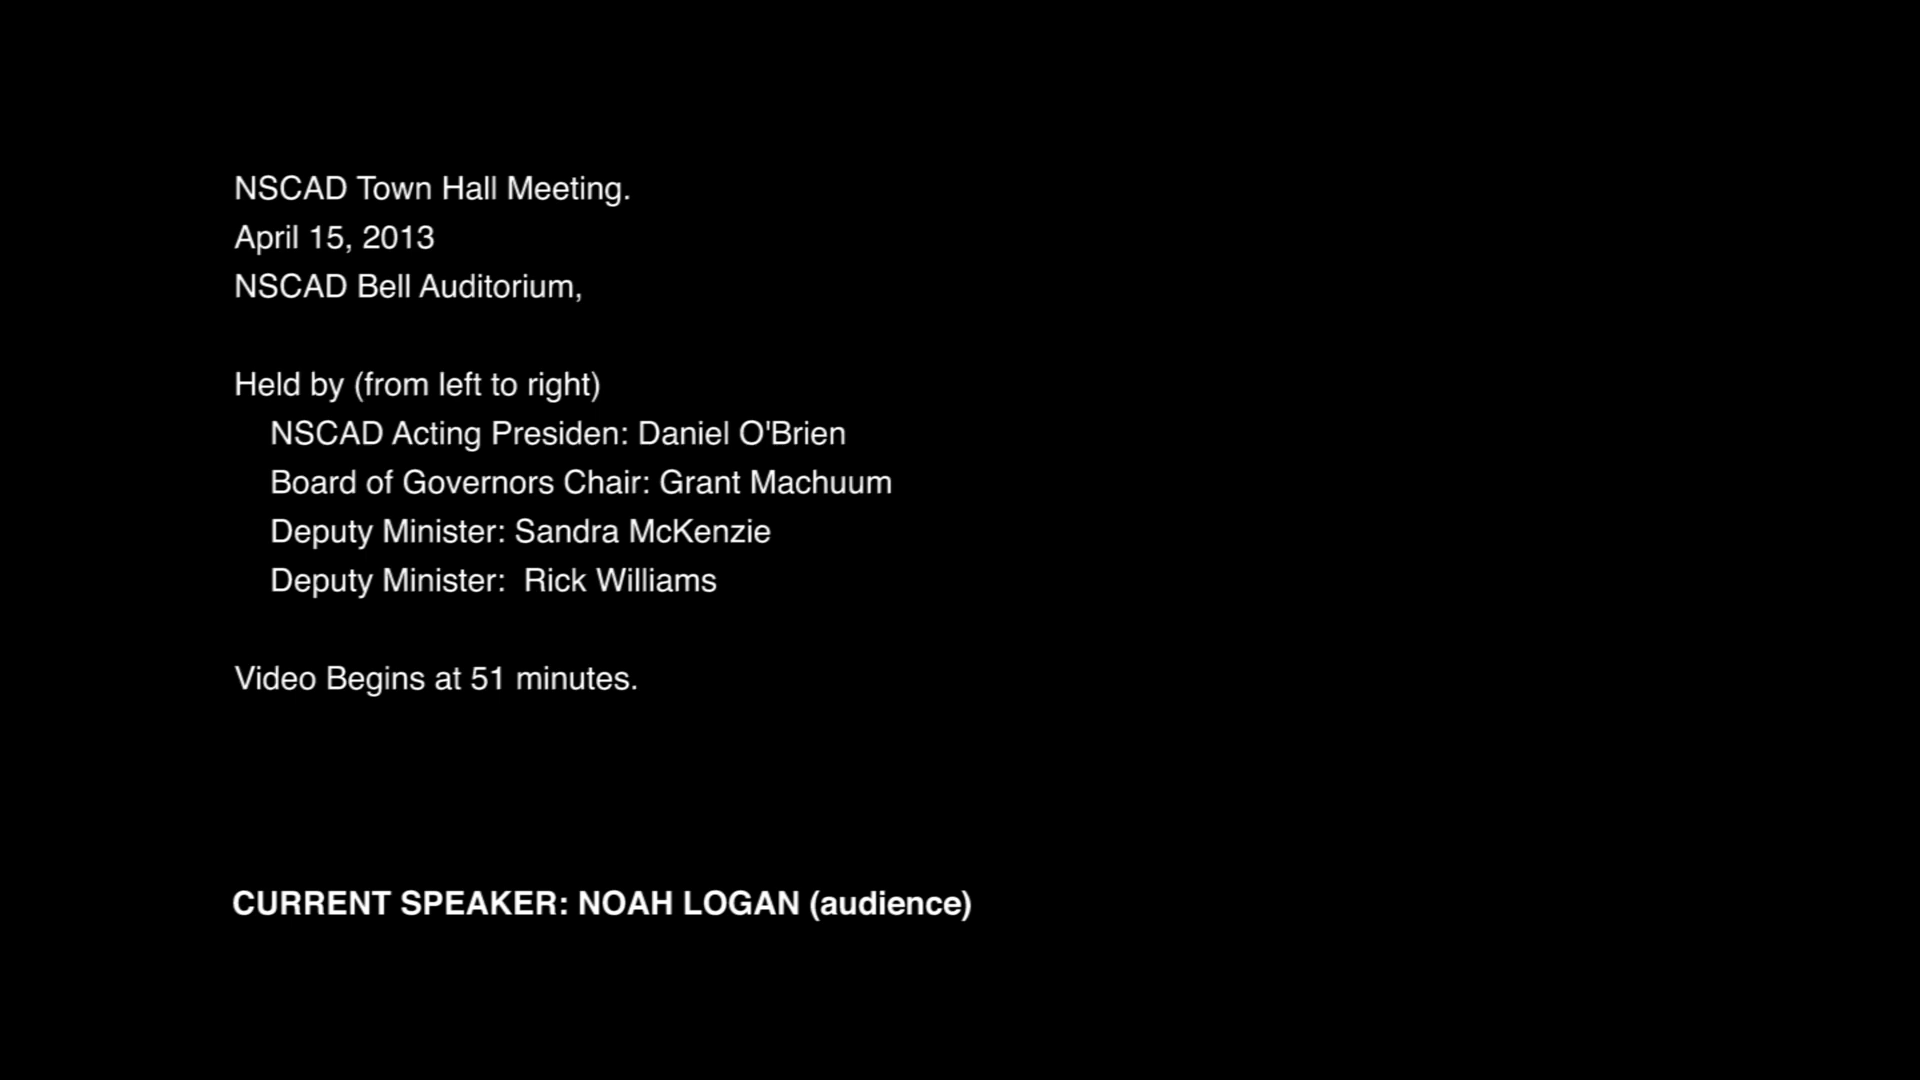 NSCAD Town Hall Meeting.
April 15, 2013
NSCAD Bell Auditorium,
Held by (from left to right)
NSCAD Acting Presiden: Daniel O'Brien
Board of Governors Chair: Grant Machuum
Deputy Minister: Sandra McKenzie
Deputy Minister:  Rick Williams
Video Begins at 51 minutes.
CURRENT SPEAKER: NOAH LOGAN (audience)